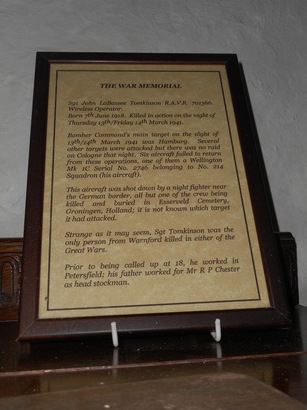 THE WAR MEMORIAL
Sgt John LaBassee Tomkinson R.A.V.R. 701366.
Wireless Operator.
Born 7th June 1918. Killed in action on the night of
Thursday 13th/Friday 14th March 1941.
Bomber Command's main target on the night of
13th/14th March 1941 was Hamburg. Several
other targets were attacked but there was no raid
on Cologne that night. Six aircraft failed to return
from these operations, one of them a Wellington
Mk 1C Serial No. 2746 belonging to No. 214
Squadron (his aircraft).
This aircraft was shot down by a night fighter near
the German border, all but one of the crew being
killed and buried in Esserveld Cemetery,
Groningen, Holland; it is not known which target
it had attacked.
Strange as it may seem, Sgt Tomkinson was the
only person from Warnford killed in either of the
Great Wars.
Prior to being called up at 18, he worked in
Petersfield; his father worked for Mr R P Chester
as head stockman.